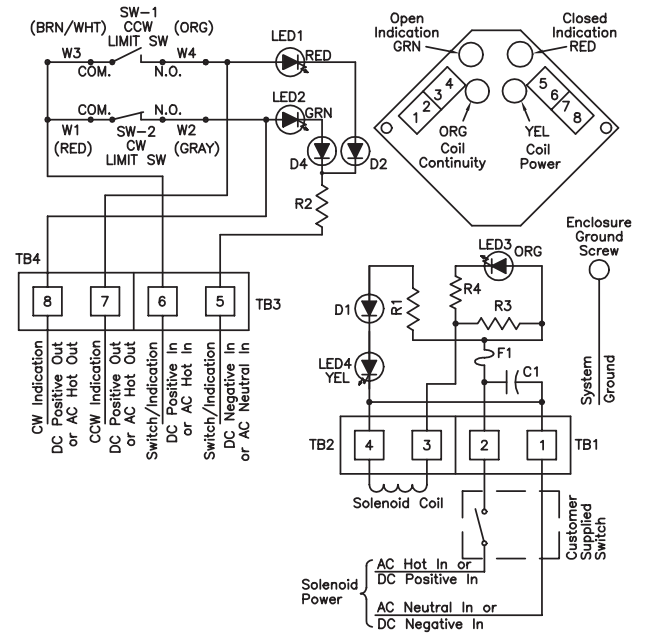 SW-1
(BRN/WHT) CCW (ORG)
LIMIT SW
W3 W4
COM. N.O.
LED1
RED
LED2
GRN
COM. N.O.
W1 SW-2 W2
(RED) CW (GRAY)
LIMIT SW
D4 D2
R2
Open
Indication
GRN
Closed
Indication
RED
1 2 3 4
5 6 7 8
ORG
Coil
Continuity
YEL
Coil
Power
TB4
8 7 6 5
TB3
CW Indication
DC Positive Out
or AC Hot Out
CCW Indication
DC Positive Out
or AC Hot Out
Switch/Indication
DC Positive In
or AC Hot In
Switch/Indication
DC Negative In
or AC Neutral In
Enclosure
Ground
Screw
System
Ground
LED3
ORG
R4
R3
D1
R1
F1
LED4
YEL
C1
TB2
4 3 2 1
TB1
Solenoid Coil
Customer
Supplied
Switch
Solenoid
Power
AC Hot In or
DC Positive In
AC Neutral In or
DC Negative In